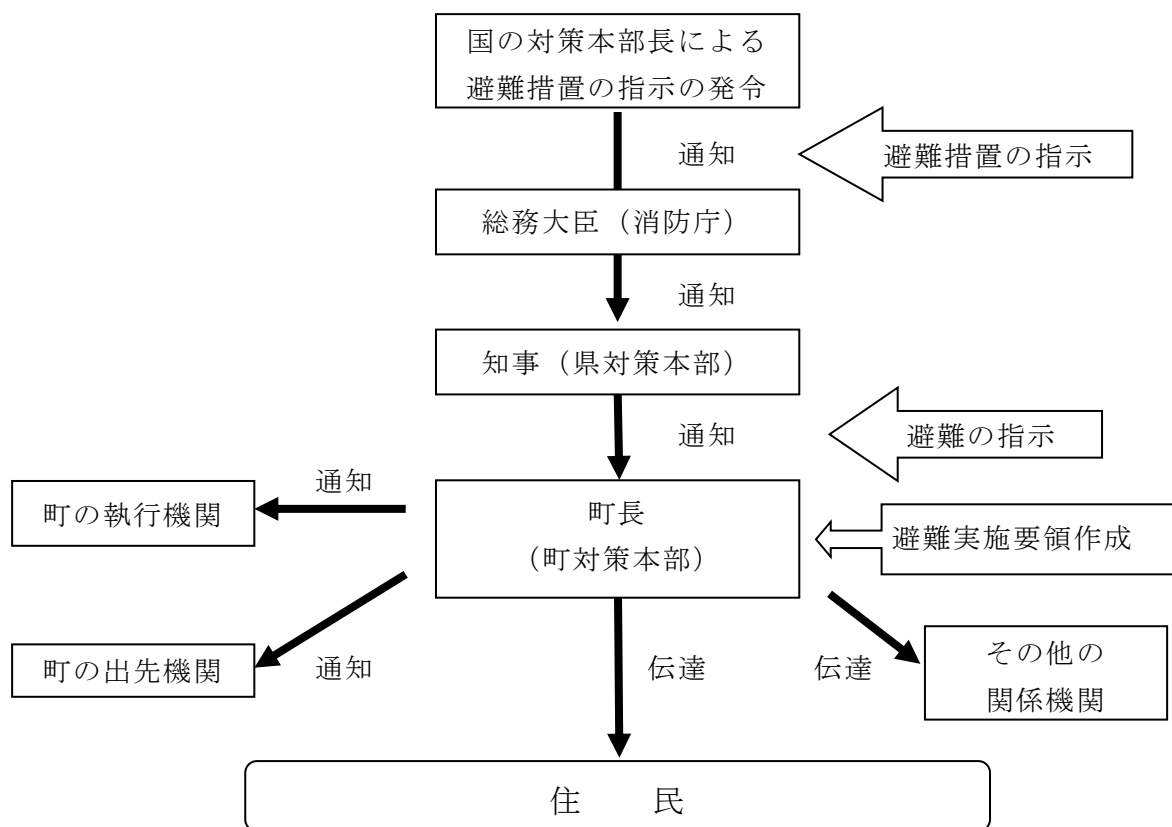 国の対策本部長による
避難措置の指示の発令
通知
避難措置の指示
総務大臣（消防庁）
通知
知事（県対策本部）
通知
避難の指示
通知
町の執行機関
町長
（町対策本部）
避難実施要領作成
町の出先機関
通知
伝達
伝達
その他の
関係機関
住　　民